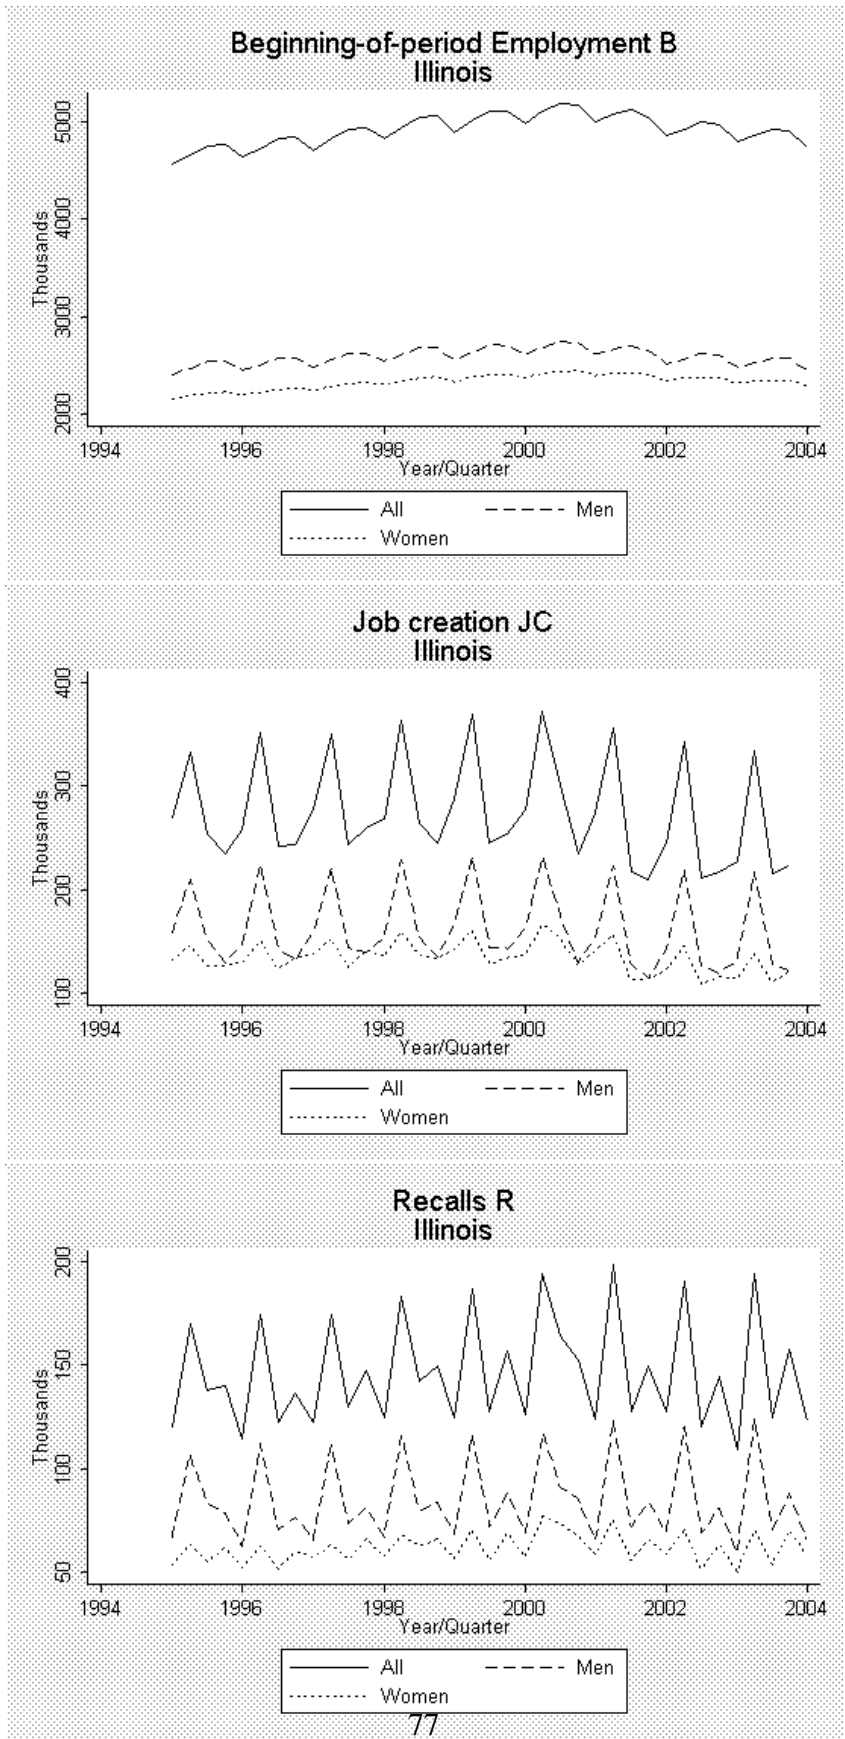 Beginning-of-period Employment B
Illinois
Thousands
5000
4000
3000
2000
1994 1996 1998 2000 2002 2004
Year/Quarter
All Men
Women
Job creation JC
Illinois
Thousands
400
300
200
100
1994 1996 1998 2000 2002 2004
Year/Quarter
All Men
Women
Recalls R
Illinois
Thousands
200
150
100
50
1994 1996 1998 2000 2002 2004
Year/Quarter
All Men
Women
77